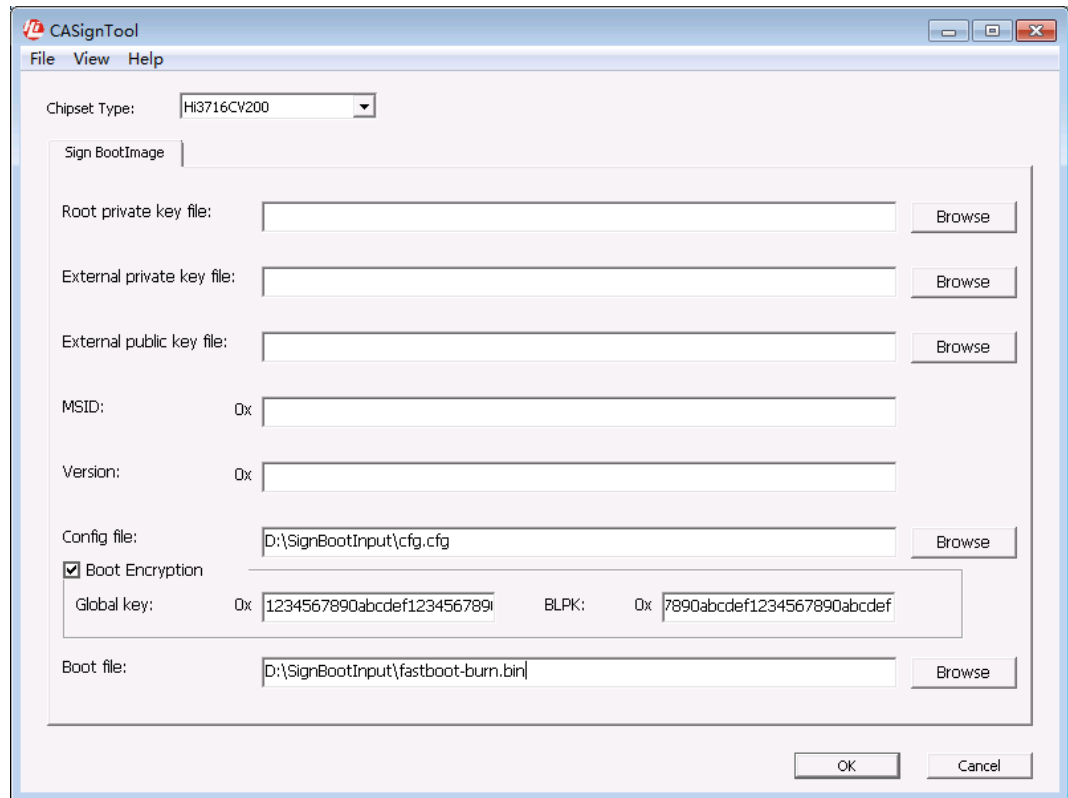 CASignTool
File View Help
Chipset Type: Hi3716CV200
Sign BootImage
Root private key file: Browse
External private key file: Browse
External public key file: Browse
MSID: 0x
Version: 0x
Config file: D:\SignBootInput\cfg.cfg Browse
Boot Encryption
Global key: 0x 1234567890abcdef123456789 BLPK: 0x 7890abcdef1234567890abcdef
Boot file: D:\SignBootInput\fastboot-burn.bin Browse
OK Cancel